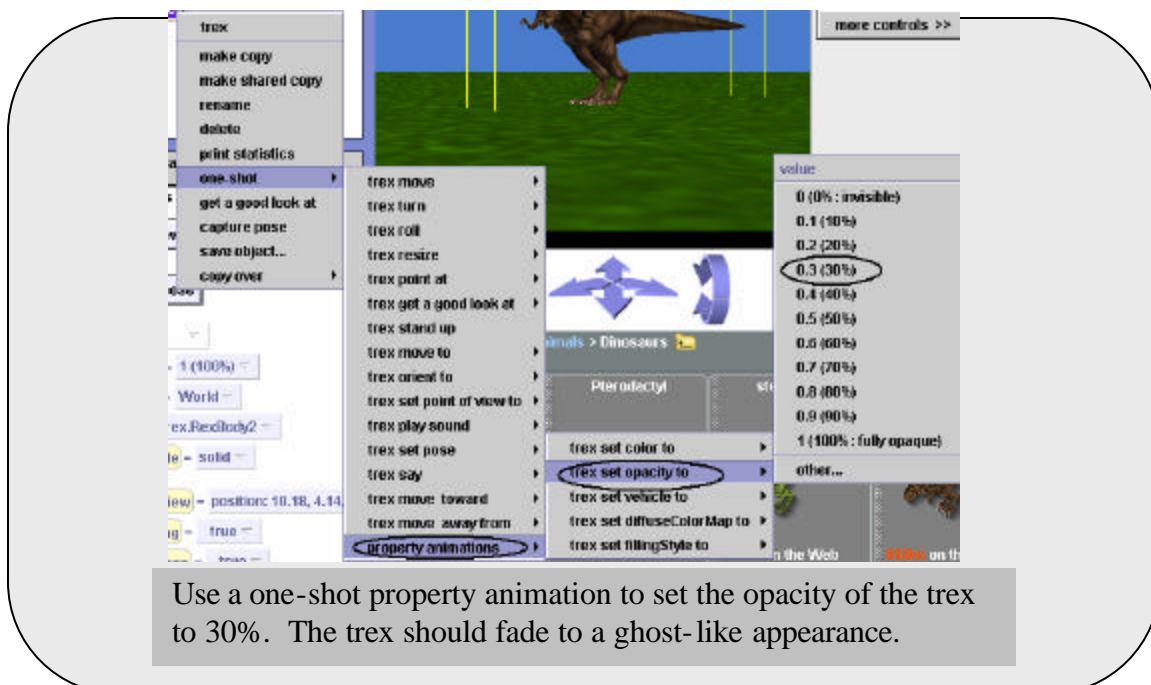 trex
more controls >>
make copy
make shared copy
rename
delete
print statistics
one-shot
get a good look at
capture pose
save object...
copy over
trex move
trex turn
trex roll
trex resize
trex point at
trex get a good look at
trex stand up
trex move to
trex orient to
trex set point of view to
trex play sound
trex set pose
trex say
trex move toward
trex move away from
property animations
value
0 (0% : invisible)
0.1 (10%)
0.2 (20%)
0.3 (30%)
0.4 (40%)
0.5 (50%)
0.6 (60%)
0.7 (70%)
0.8 (80%)
0.9 (90%)
1 (100% : fully opaque)
other...
imals > Dinosaurs
Pterodactyl
trex set color to
trex set opacity to
trex set vehicle to
trex set diffuseColorMap to
trex set fillingStyle to
1 (100%)
World
ex.RexBody2
le = solid
iew = position: 10.18, 4.14,
ng = true
true
n the Web
on th
Use a one-shot property animation to set the opacity of the trex
to 30%. The trex should fade to a ghost-like appearance.